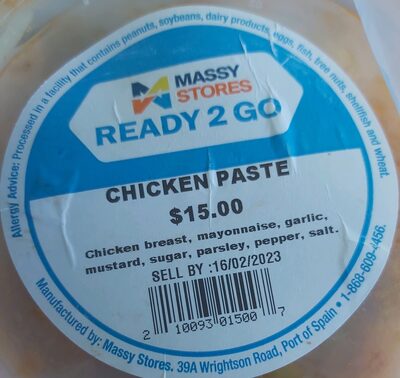 Allergy Advice: Processed in a facility that contains peanuts, soybeans, dairy products, eggs, fish, tree nuts, shellfish and wheat.
MASSY
STORES
READY 2 GO
CHICKEN PASTE
$15.00
Chicken breast, mayonnaise, garlic,
mustard, sugar, parsley, pepper, salt.
SELL BY :16/02/2023
2 10093 01500 7
Manufactured by: Massy Stores. 39A Wrightson Road, Port of Spain • 1-868-609-4456.